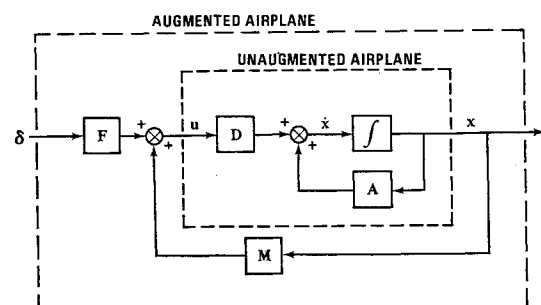 AUGMENTED AIRPLANE
UNAUGMENTED AIRPLANE
δ F + + u D + + ẋ ∫ x
A
M